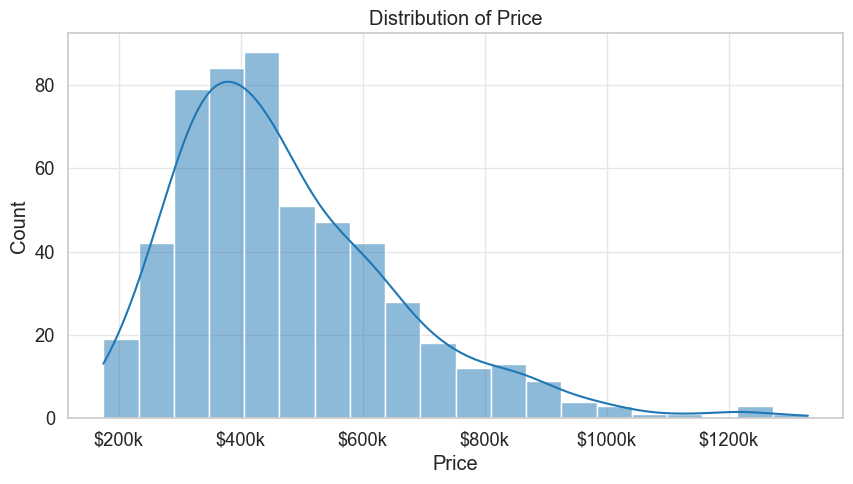 Distribution of Price
Count
80
60
40
20
0
$200k
$400k
$600k
$800k
$1000k
$1200k
Price